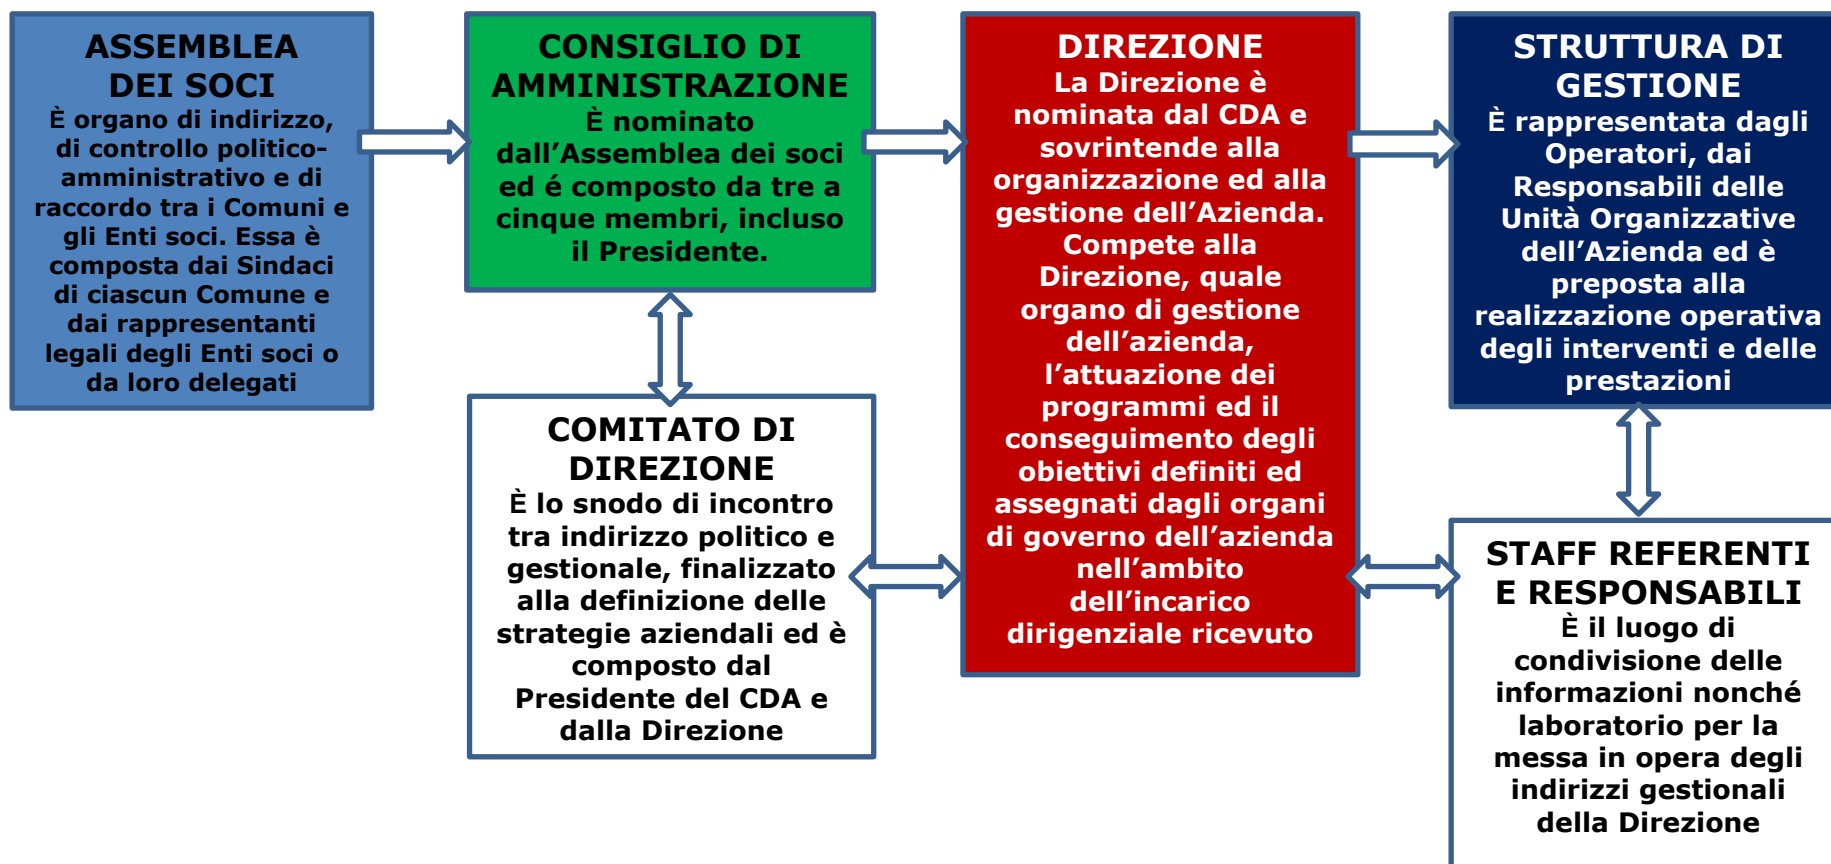 ASSEMBLEA
DEI SOCI
È organo di indirizzo,
di controllo politico-
amministrativo e di
raccordo tra i Comuni e
gli Enti soci. Essa è
composta dai Sindaci
di ciascun Comune e
dai rappresentanti
legali degli Enti soci o
da loro delegati
CONSIGLIO DI
AMMINISTRAZIONE
È nominato
dall’Assemblea dei soci
ed é composto da tre a
cinque membri, incluso
il Presidente.
COMITATO DI
DIREZIONE
È lo snodo di incontro
tra indirizzo politico e
gestionale, finalizzato
alla definizione delle
strategie aziendali ed è
composto dal
Presidente del CDA e
dalla Direzione
DIREZIONE
La Direzione è
nominata dal CDA e
sovrintende alla
organizzazione ed alla
gestione dell’Azienda.
Compete alla
Direzione, quale
organo di gestione
dell’azienda,
l’attuazione dei
programmi ed il
conseguimento degli
obiettivi definiti ed
assegnati dagli organi
di governo dell’azienda
nell’ambito
dell’incarico
dirigenziale ricevuto
STRUTTURA DI
GESTIONE
È rappresentata dagli
Operatori, dai
Responsabili delle
Unità Organizzative
dell’Azienda ed è
preposta alla
realizzazione operativa
degli interventi e delle
prestazioni
STAFF REFERENTI
E RESPONSABILI
È il luogo di
condivisione delle
informazioni nonché
laboratorio per la
messa in opera degli
indirizzi gestionali
della Direzione